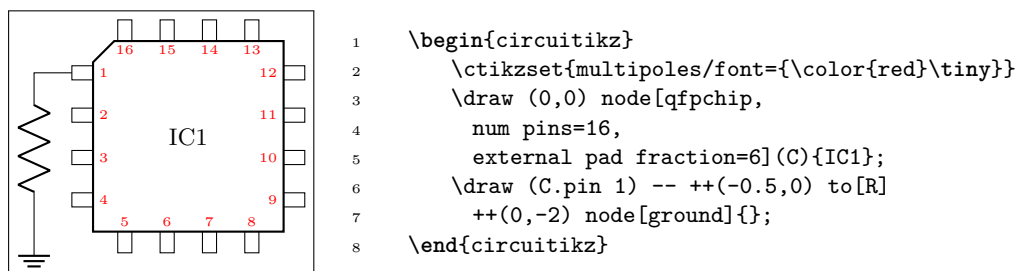 16 15 14 13
1 12
2 11
IC1
3 10
4 9
5 6 7 8
1 \begin{circuitikz}
2 \ctikzset{multipoles/font={\color{red}\tiny}}
3 \draw (0,0) node[qfpchip,
4 num pins=16,
5 external pad fraction=6](C){IC1};
6 \draw (C.pin 1) -- ++(-0.5,0) to[R]
7 ++(0,-2) node[ground]{};
8 \end{circuitikz}